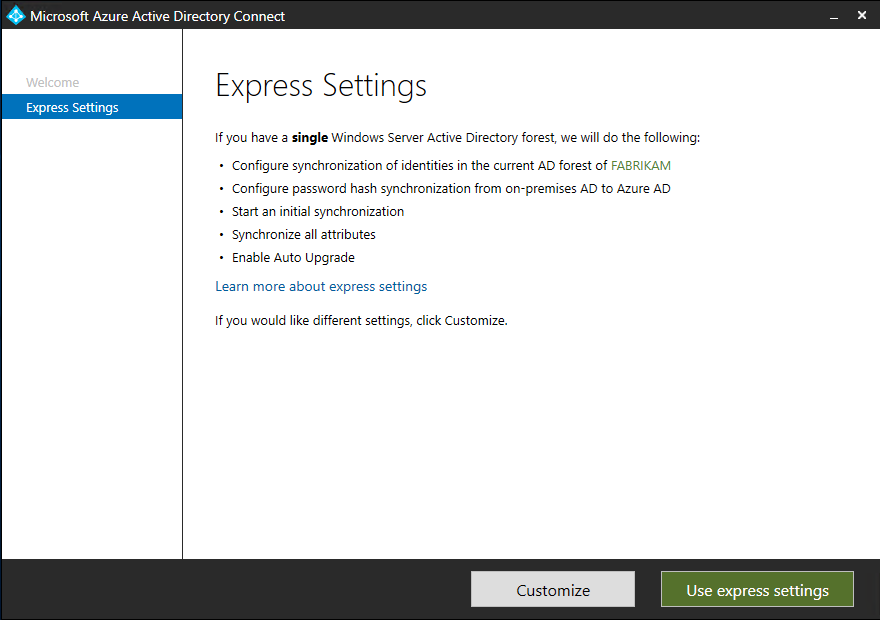 Microsoft Azure Active Directory Connect
Welcome
Express Settings
Express Settings
If you have a single Windows Server Active Directory forest, we will do the following:
• Configure synchronization of identities in the current AD forest of FABRIKAM
• Configure password hash synchronization from on-premises AD to Azure AD
• Start an initial synchronization
• Synchronize all attributes
• Enable Auto Upgrade
Learn more about express settings
If you would like different settings, click Customize.
Customize
Use express settings